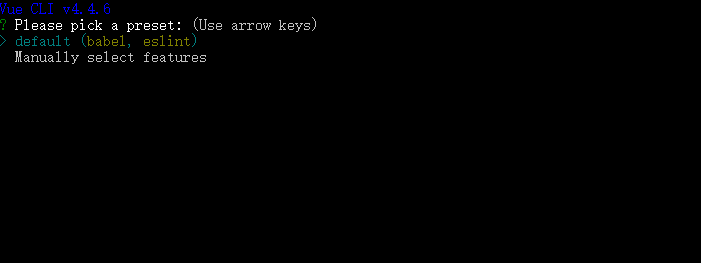 Vue CLI v4.4.6
? Please pick a preset: (Use arrow keys)
> default (babel, eslint)
Manually select features